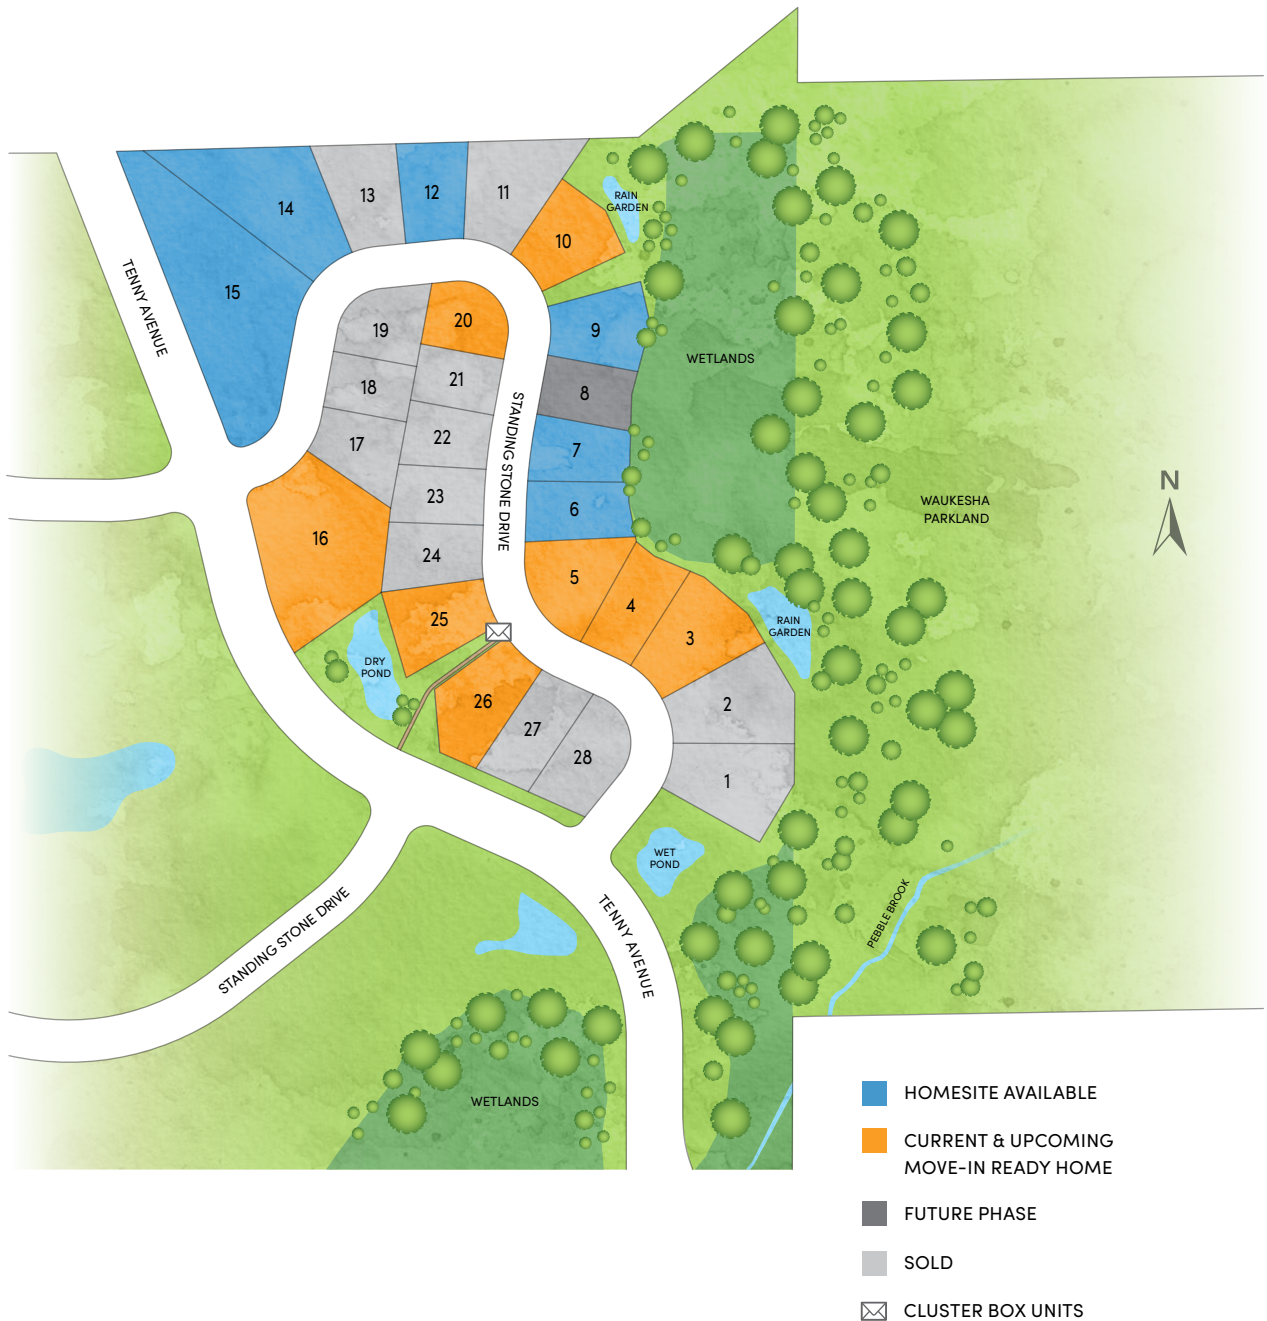 13
12
11
14
RAIN
GARDEN
10
15
TENNY AVENUE
19
20
9
WETLANDS
18
21
8
17
22
7
STANDING STONE DRIVE
23
6
WAUKESHA
PARKLAND
N
16
24
5
25
4
3
RAIN
GARDEN
DRY
POND
26
27
2
28
1
WET
POND
PEBBLE BROOK
STANDING STONE DRIVE
TENNY AVENUE
WETLANDS
HOMESITE AVAILABLE
CURRENT & UPCOMING
MOVE-IN READY HOME
FUTURE PHASE
SOLD
CLUSTER BOX UNITS